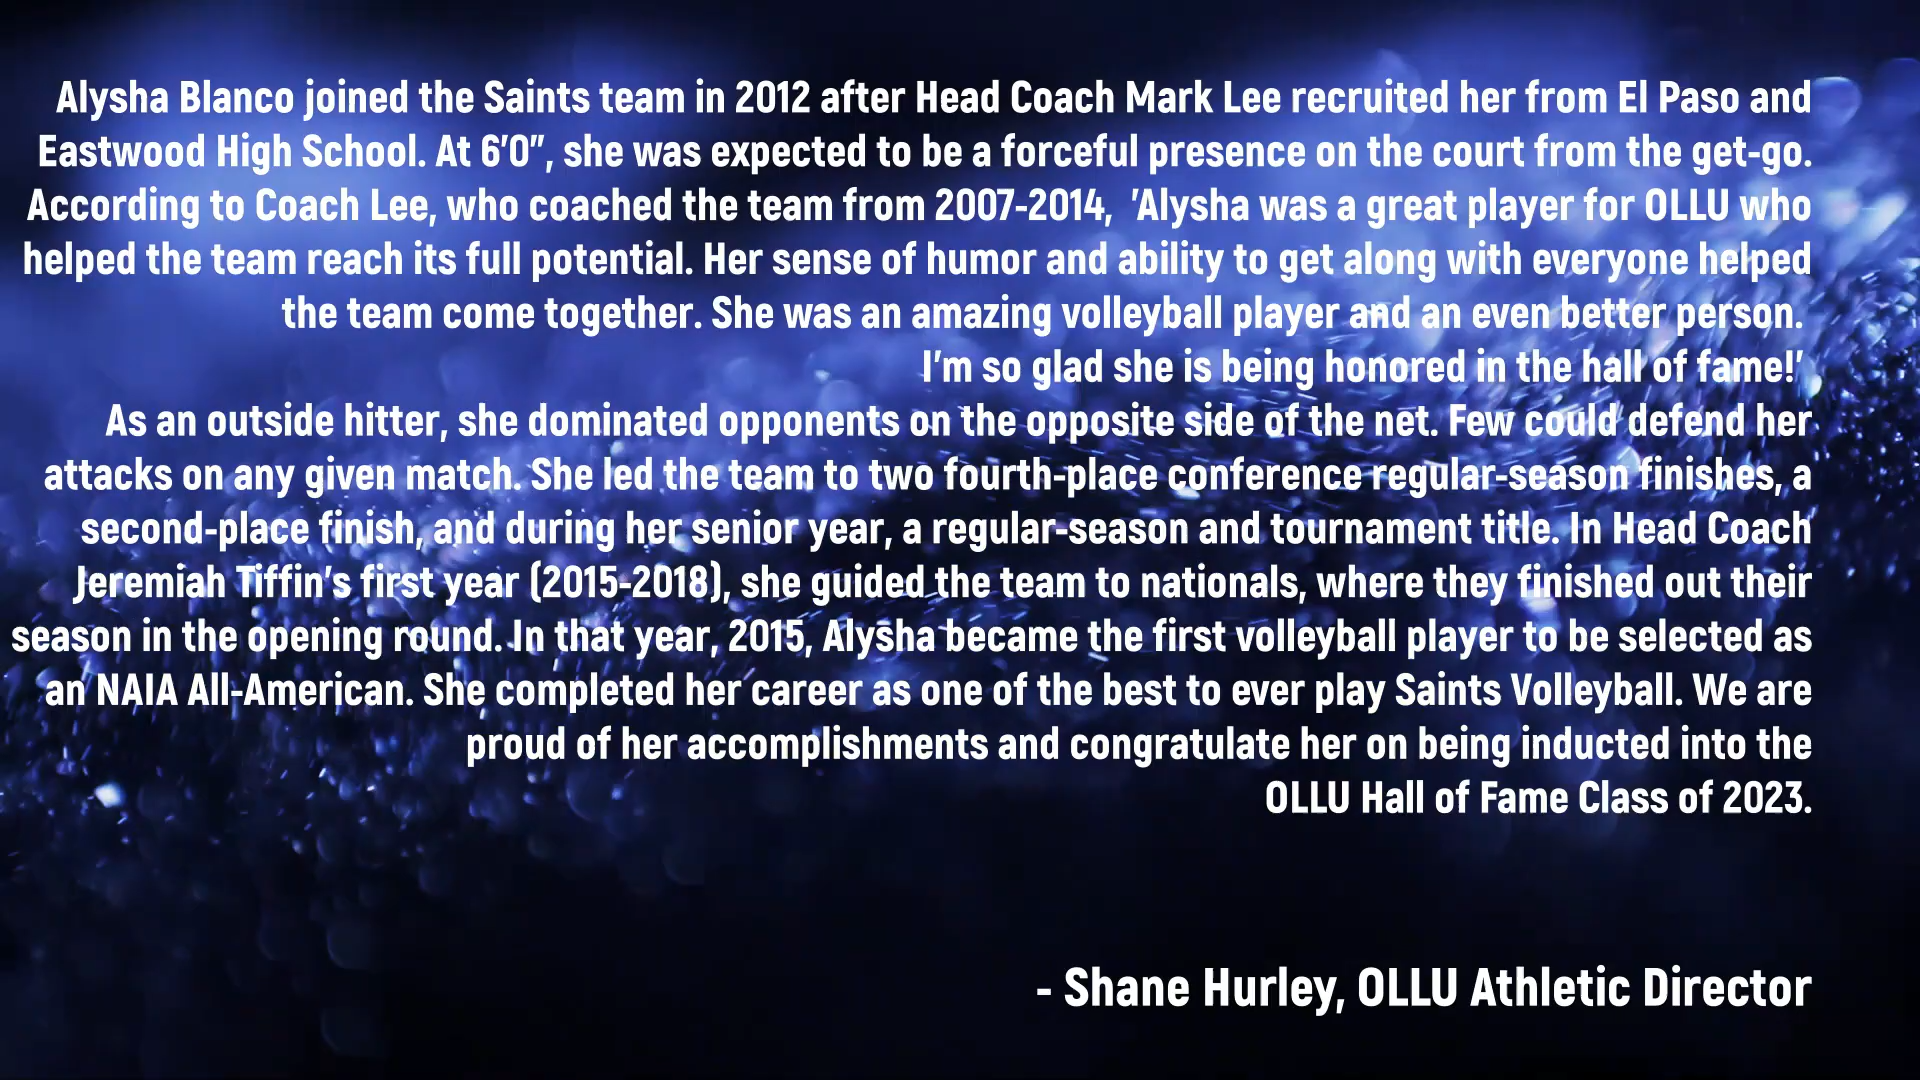 Alysha Blanco joined the Saints team in 2012 after Head Coach Mark Lee recruited her from El Paso and
Eastwood High School. At 6'0", she was expected to be a forceful presence on the court from the get-go.
According to Coach Lee, who coached the team from 2007-2014,  'Alysha was a great player for OLLU who
helped the team reach its full potential. Her sense of humor and ability to get along with everyone helped
the team come together. She was an amazing volleyball player and an even better person.
I'm so glad she is being honored in the hall of fame!'
As an outside hitter, she dominated opponents on the opposite side of the net. Few could defend her
attacks on any given match. She led the team to two fourth-place conference regular-season finishes, a
second-place finish, and during her senior year, a regular-season and tournament title. In Head Coach
Jeremiah Tiffin's first year (2015-2018), she guided the team to nationals, where they finished out their
season in the opening round. In that year, 2015, Alysha became the first volleyball player to be selected as
an NAIA All-American. She completed her career as one of the best to ever play Saints Volleyball. We are
proud of her accomplishments and congratulate her on being inducted into the
OLLU Hall of Fame Class of 2023.
- Shane Hurley, OLLU Athletic Director